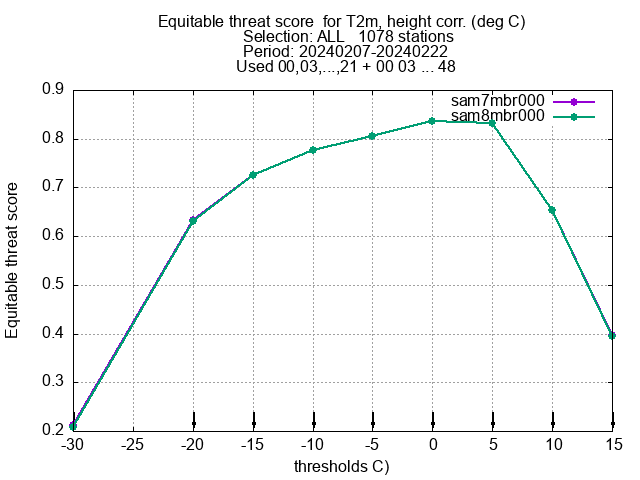 Equitable threat score  for T2m, height corr. (deg C)
Selection: ALL   1078 stations
Period: 20240207-20240222
Used 00,03,...,21 + 00 03 ... 48
sam7mbr000
sam8mbr000
Equitable threat score
0.9
0.8
0.7
0.6
0.5
0.4
0.3
0.2
-30 -25 -20 -15 -10 -5 0 5 10 15
thresholds C)